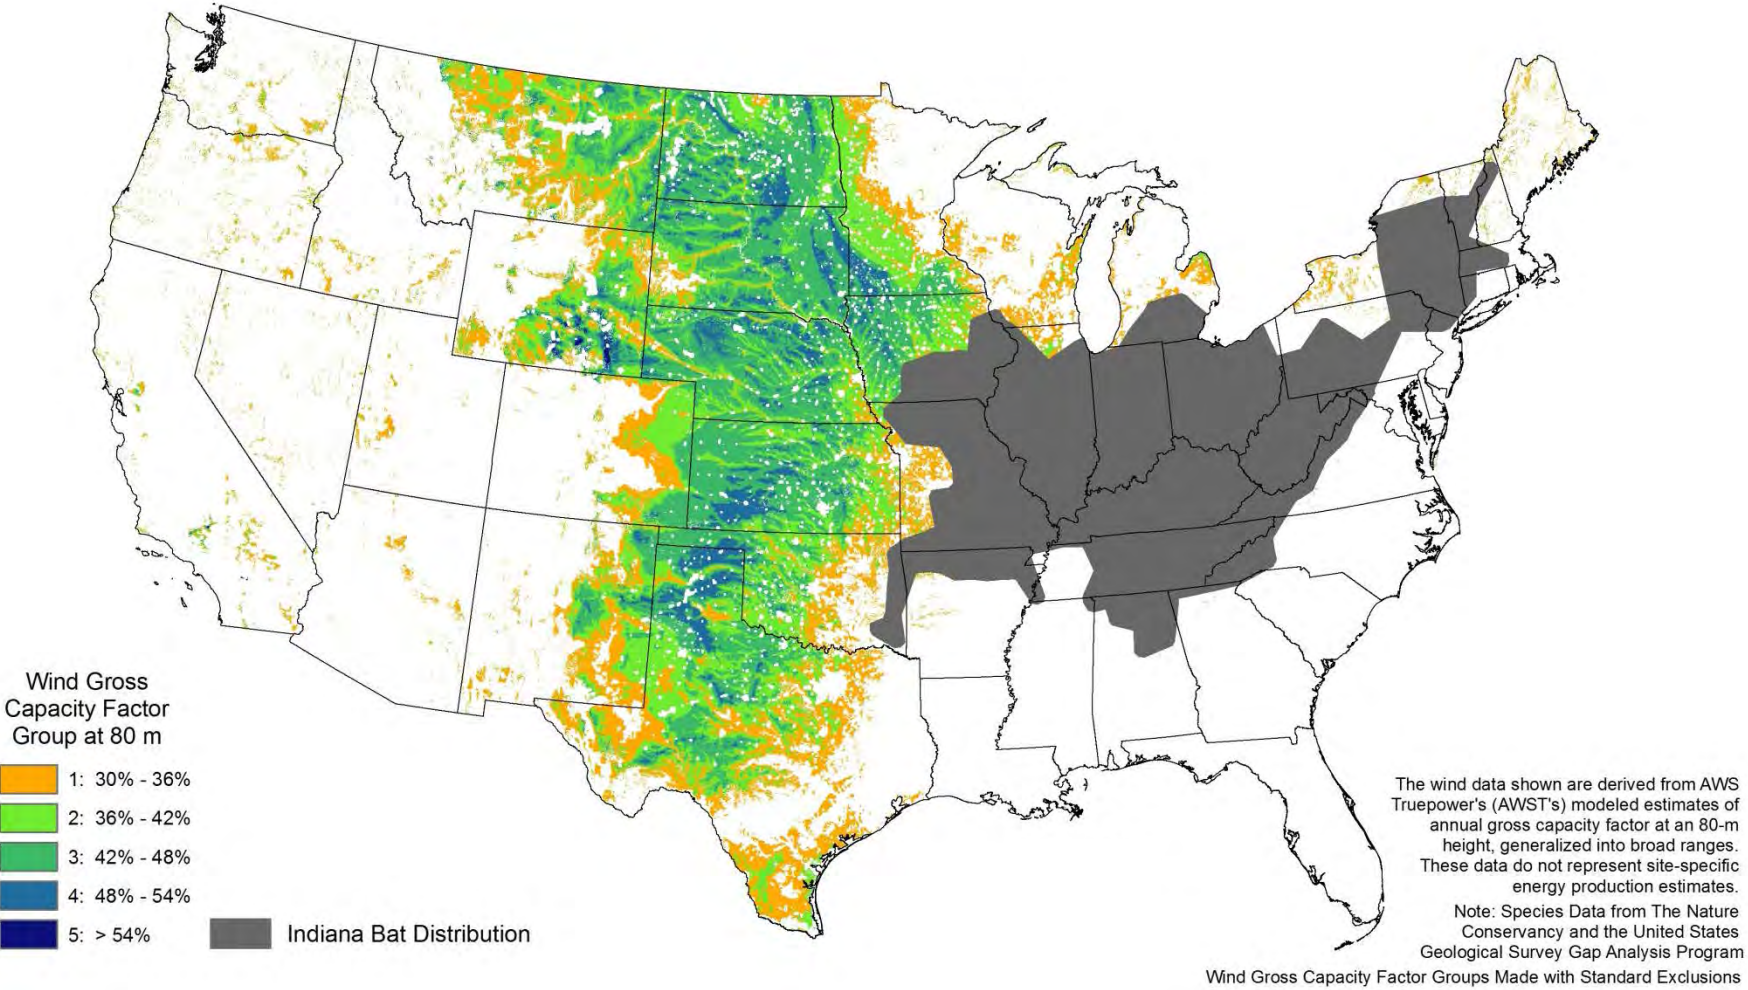 Wind Gross
Capacity Factor
Group at 80 m
1: 30% - 36%
2: 36% - 42%
3: 42% - 48%
4: 48% - 54%
5: > 54%
Indiana Bat Distribution
The wind data shown are derived from AWS
Truepower's (AWST's) modeled estimates of
annual gross capacity factor at an 80-m
height, generalized into broad ranges.
These data do not represent site-specific
energy production estimates.
Note: Species Data from The Nature
Conservancy and the United States
Geological Survey Gap Analysis Program
Wind Gross Capacity Factor Groups Made with Standard Exclusions